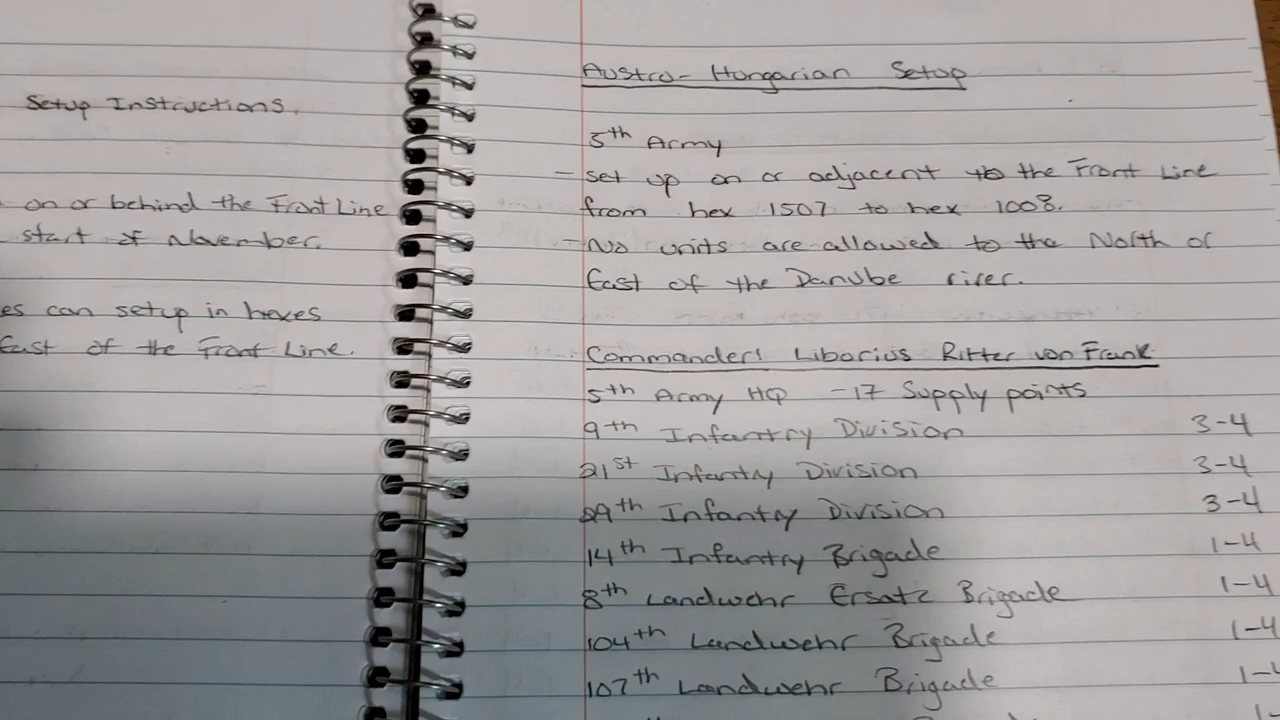 Setup Instructions.
on or behind the Front Line
start of November.
es can setup in hexes
East of the Front Line.
Austro-Hungarian Setup
5th Army
- set up on or adjacent to the Front Line
from hex 1507 to hex 1008.
- No units are allowed to the North or
East of the Danube river.
Commander: Liborius Ritter von Frank
5th Army HQ - 17 Supply points
9th Infantry Division 3-4
21st Infantry Division 3-4
29th Infantry Division 3-4
14th Infantry Brigade 1-4
8th Landwehr Ersatz Brigade 1-4
104th Landwehr Brigade 1-4
107th Landwehr Brigade 1-4